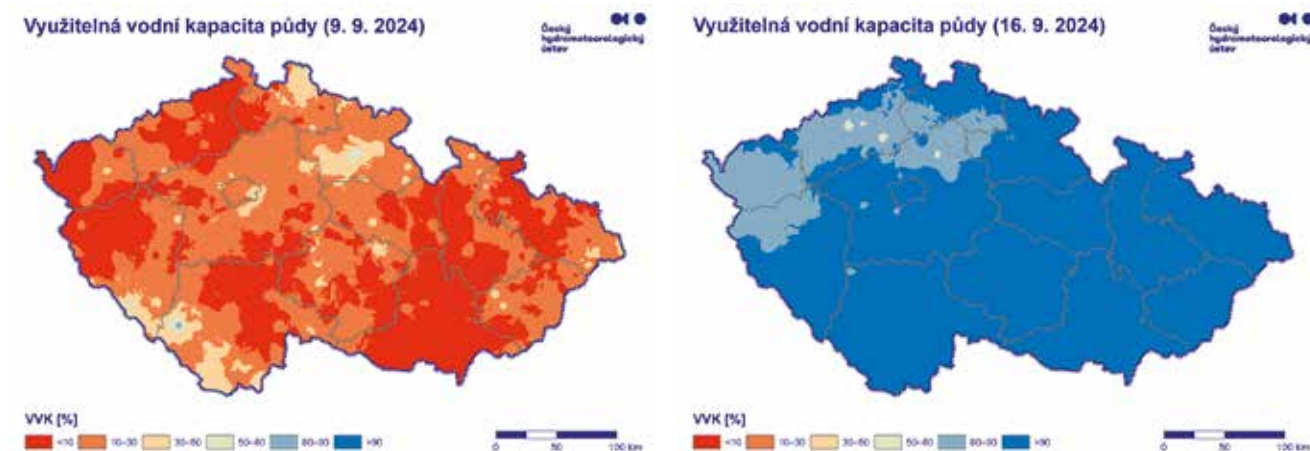 Využitelná vodní kapacita půdy (9. 9. 2024)
Český
hydrometeorologický
ústav
VVK [%]
<10 10–30 30–50 50–80 80–90 >90
0 50 100 km
Využitelná vodní kapacita půdy (16. 9. 2024)
Český
hydrometeorologický
ústav
VVK [%]
<10 10–30 30–50 50–80 80–90 >90
0 50 100 km